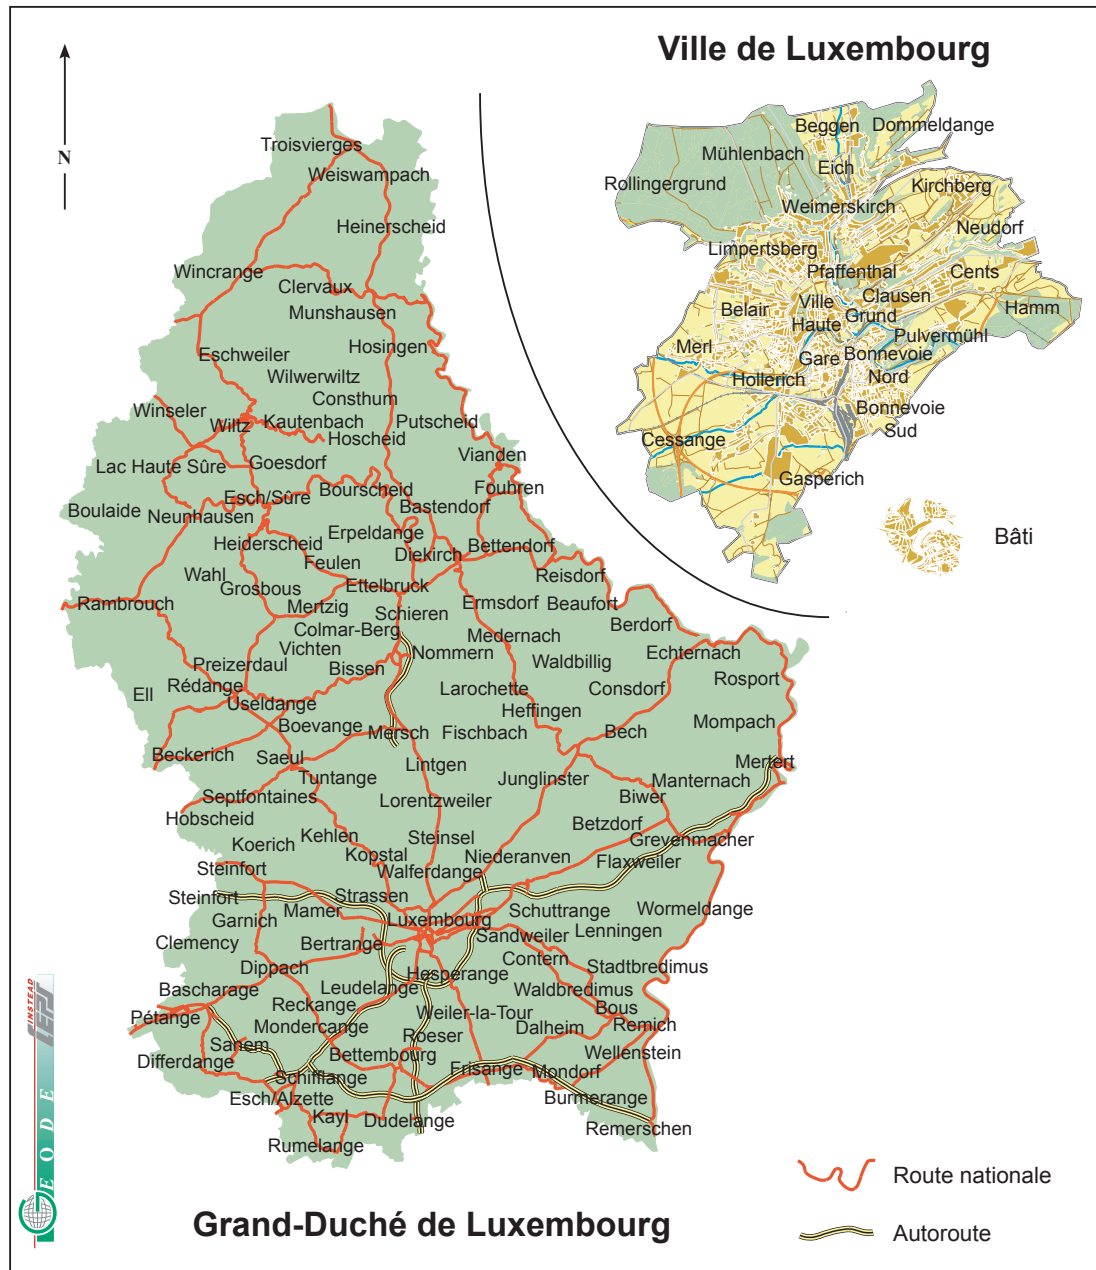 Ville de Luxembourg
N
Beggen
Dommeldange
Mühlenbach
Eich
Rollingergrund
Kirchberg
Weimerskirch
Neudorf
Limpertsberg
Pfaffenthal
Cents
Ville
Haute
Clausen
Hamm
Belair
Grund
Pulvermühl
Merl
Gare
Bonnevoie
Nord
Hollerich
Bonnevoie
Sud
Cessange
Gasperich
Bâti
Troisvierges
Weiswampach
Heinerscheid
Wincrange
Clervaux
Munshausen
Hosingen
Eschweiler
Wilwerwiltz
Consthum
Winseler
Wiltz
Kautenbach
Putscheid
Hoscheid
Lac Haute Sûre
Goesdorf
Vianden
Esch/Sûre
Bourscheid
Fouhren
Boulaide
Neunhausen
Bastendorf
Heiderscheid
Erpeldange
Diekirch
Bettendorf
Feulen
Wahl
Grosbous
Ettelbruck
Reisdorf
Rambrouch
Mertzig
Schieren
Ermsdorf
Beaufort
Colmar-Berg
Medernach
Berdorf
Vichten
Nommern
Waldbillig
Echternach
Preizerdaul
Bissen
Rosport
Ell
Rédange
Larochette
Consdorf
Useldange
Heffingen
Mompach
Boevange
Mersch
Fischbach
Bech
Beckerich
Saeul
Lintgen
Mertert
Tuntange
Junglinster
Manternach
Septfontaines
Lorentzweiler
Biwer
Hobscheid
Koerich
Kehlen
Steinsel
Betzdorf
Grevenmacher
Kopstal
Niederanven
Flaxweiler
Steinfort
Walferdange
Steinfort
Strassen
Mamer
Garnich
Luxembourg
Schuttrange
Wormeldange
Clemency
Bertrange
Sandweiler
Lenningen
Dippach
Hesperange
Contern
Stadtbredimus
Bascharage
Leudelange
Waldbredimus
Reckange
Weiler-la-Tour
Bous
Pétange
Mondercange
Dalheim
Remich
Sanem
Roeser
Differdange
Bettembourg
Wellenstein
Schifflange
Frisange
Mondorf
Esch/Alzette
Burmerange
Kayl
Dudelange
Remerschen
Rumelange
INSTEAD
CEPS
GEODE
Route nationale
Grand-Duché de Luxembourg
Autoroute